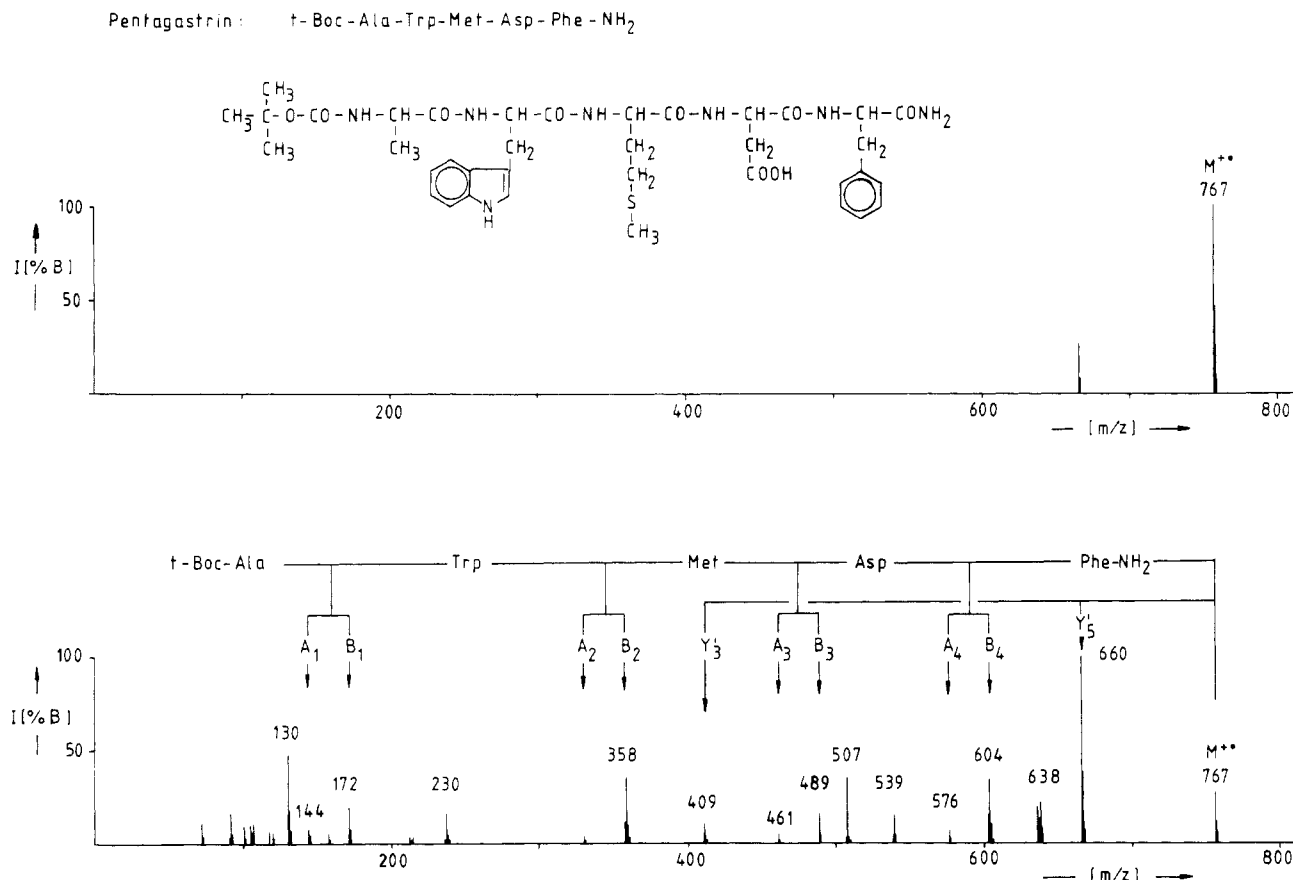 Pentagastrin: t-Boc-Ala-Trp-Met-Asp-Phe-NH2
CH3
CH3-C-O-CO-NH-CH-CO-NH-CH-CO-NH-CH-CO-NH-CH-CO-NH-CH-CONH2
CH3 CH3 CH2 CH2 CH2 CH2
CH2 COOH
N S
H CH3
M+•
767
100
I[%B]
50
200 400 600 800
[m/z]
t-Boc-Ala Trp Met Asp Phe-NH2
A1 B1 A2 B2 Y'3 A3 B3 A4 B4 Y'5
660
100
I[%B]
50
130
144
172
230
358
409
461
489
507
539
576
604
638
M+•
767
200 400 600 800
[m/z]